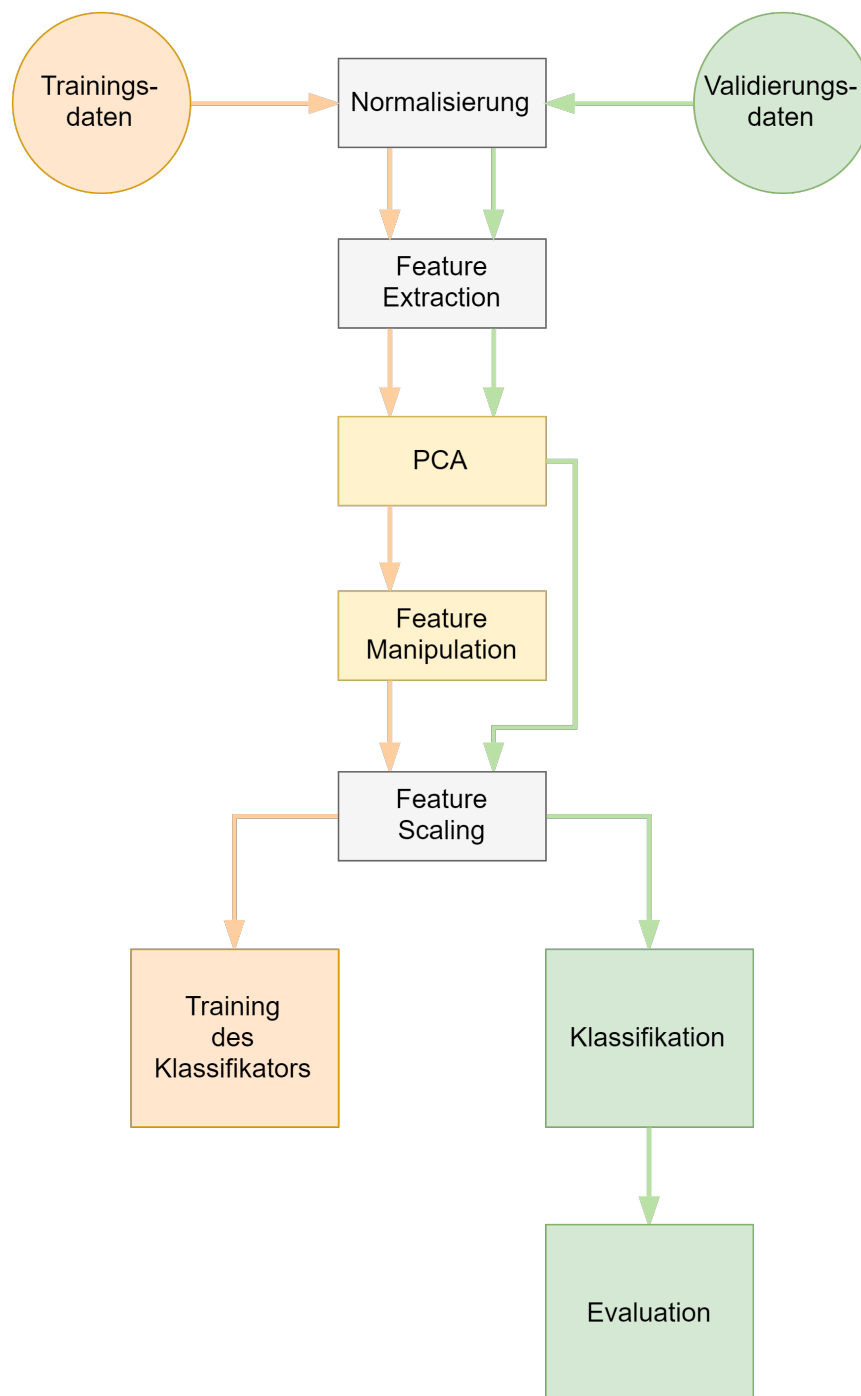 Trainings-
daten
Normalisierung
Validierungs-
daten
Feature
Extraction
PCA
Feature
Manipulation
Feature
Scaling
Training
des
Klassifikators
Klassifikation
Evaluation